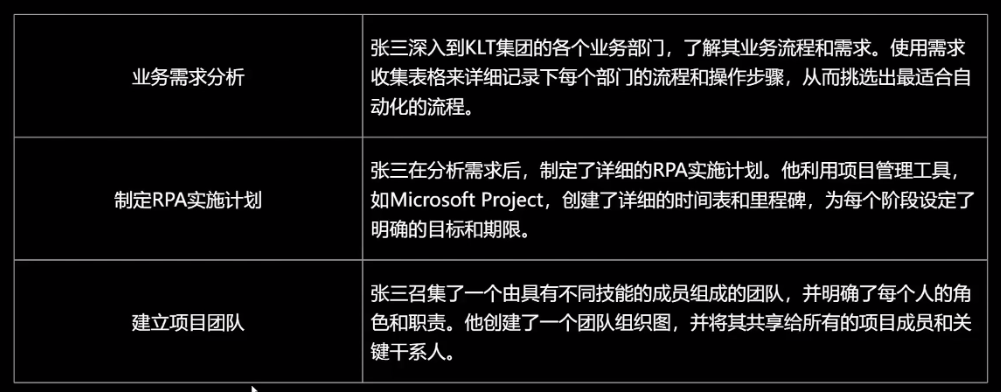 业务需求分析
张三深入到KLT集团的各个业务部门，了解其业务流程和需求。使用需求
收集表格来详细记录下每个部门的流程和操作步骤，从而挑选出最适合自
动化的流程。
制定RPA实施计划
张三在分析需求后，制定了详细的RPA实施计划。他利用项目管理工具，
如Microsoft Project，创建了详细的时间表和里程碑，为每个阶段设定了
明确的目标和期限。
建立项目团队
张三召集了一个由具有不同技能的成员组成的团队，并明确了每个人的角
色和职责。他创建了一个团队组织图，并将其共享给所有的项目成员和关
键干系人。